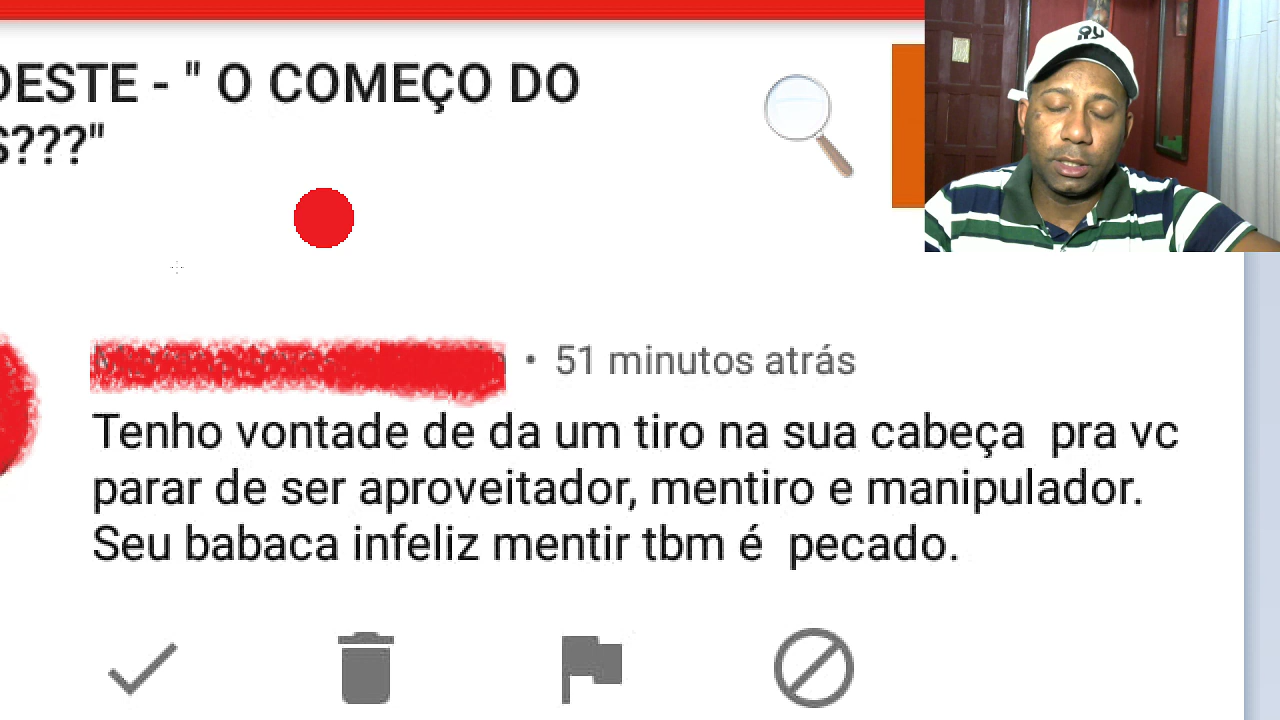 DESTE - " O COMEÇO DO
S???"
• 51 minutos atrás
Tenho vontade de da um tiro na sua cabeça pra vc
parar de ser aproveitador, mentiro e manipulador.
Seu babaca infeliz mentir tbm é pecado.